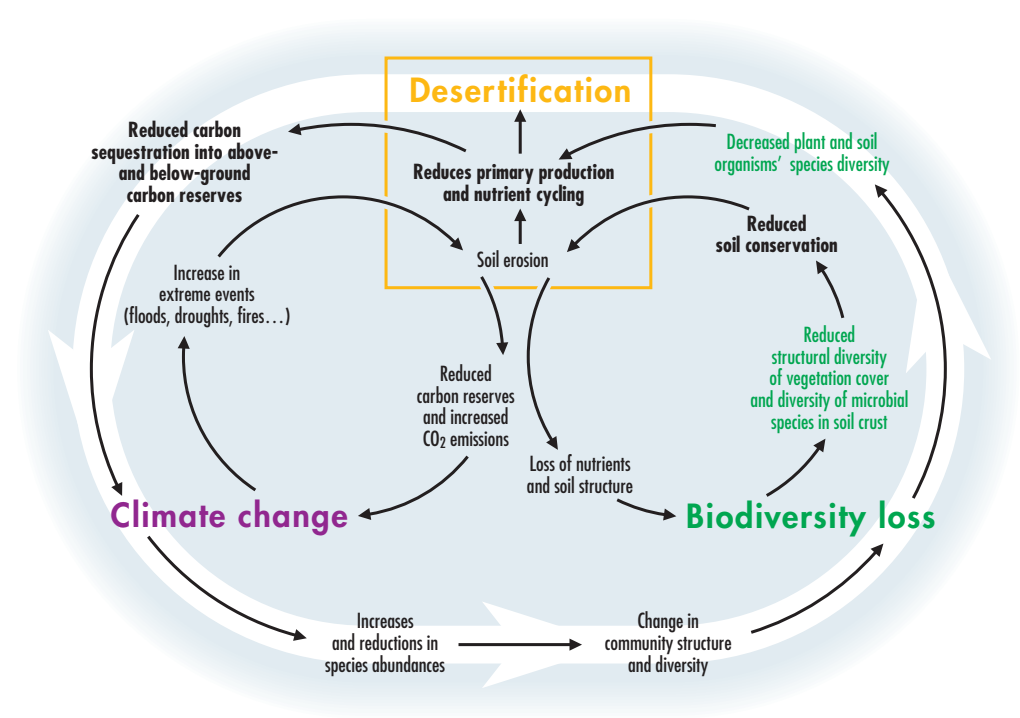 Desertification
Reduced carbon
sequestration into above-
and below-ground
carbon reserves
Reduces primary production
and nutrient cycling
Decreased plant and soil
organisms’ species diversity
Reduced
soil conservation
Soil erosion
Increase in
extreme events
(floods, droughts, fires…)
Reduced
structural diversity
of vegetation cover
and diversity of microbial
species in soil crust
Reduced
carbon reserves
and increased
CO2 emissions
Loss of nutrients
and soil structure
Climate change
Biodiversity loss
Increases
and reductions in
species abundances
Change in
community structure
and diversity